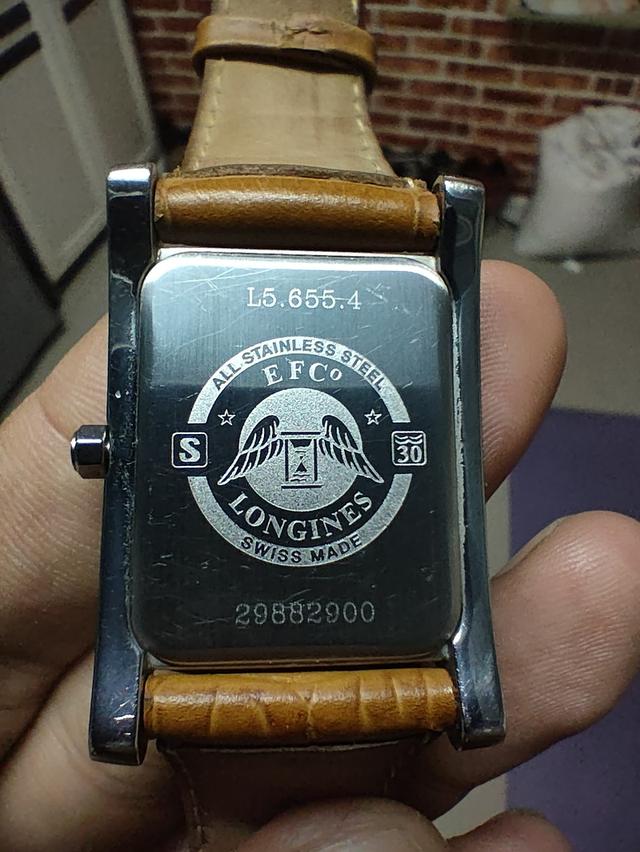 L5.655.4
ALL STAINLESS STEEL
EFCo
S
30
LONGINES
SWISS MADE
29882900